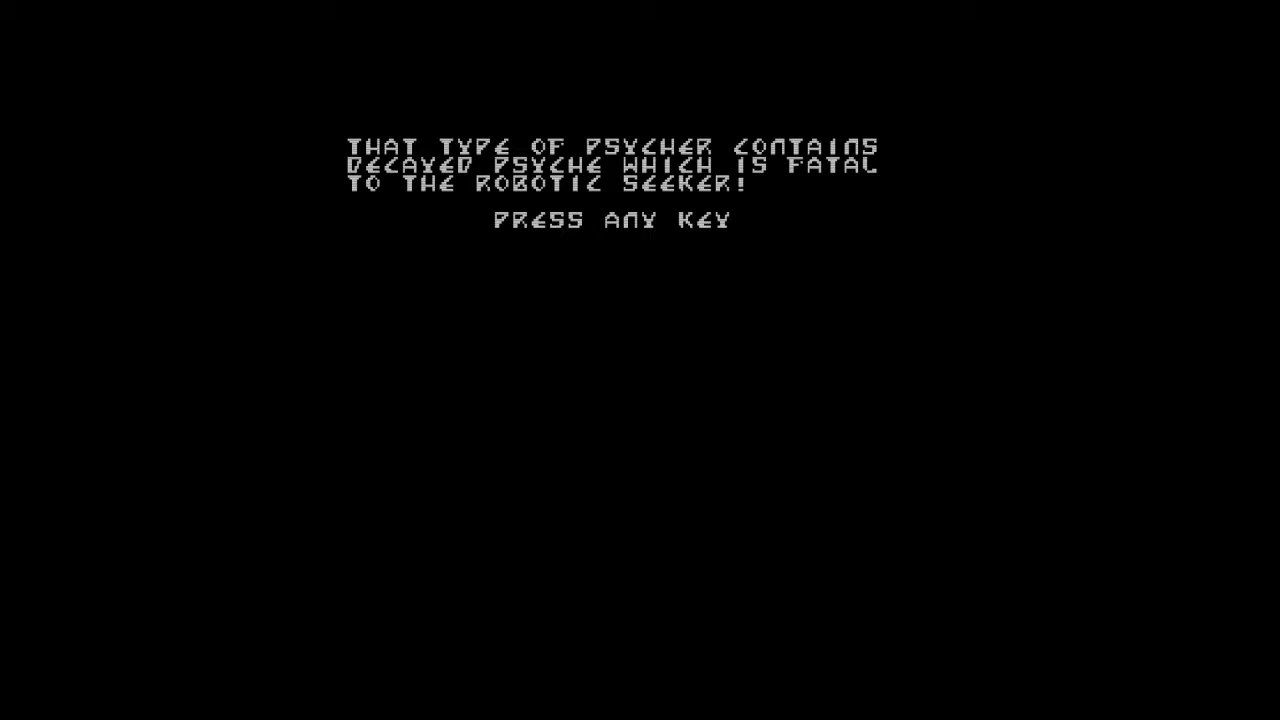 THAT TYPE OF PSYCHER CONTAINS
DECAYED PSYCHE WHICH IS FATAL
TO THE ROBOTIC SEEKER!
PRESS ANY KEY